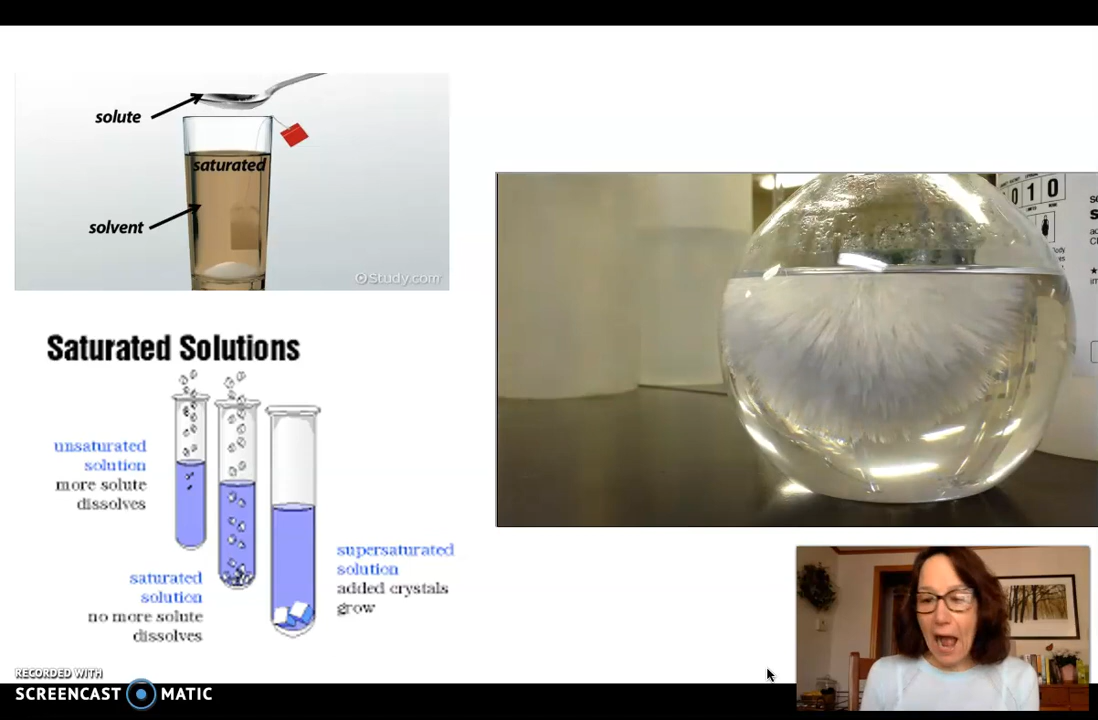 solute
saturated
solvent
Study.com
Saturated Solutions
unsaturated
solution
more solute
dissolves
saturated
solution
no more solute
dissolves
supersaturated
solution
added crystals
grow
1010
RECORDED WITH
SCREENCAST MATIC